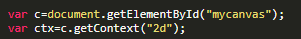 var c=document.getElementById("mycanvas");
var ctx=c.getContext("2d");